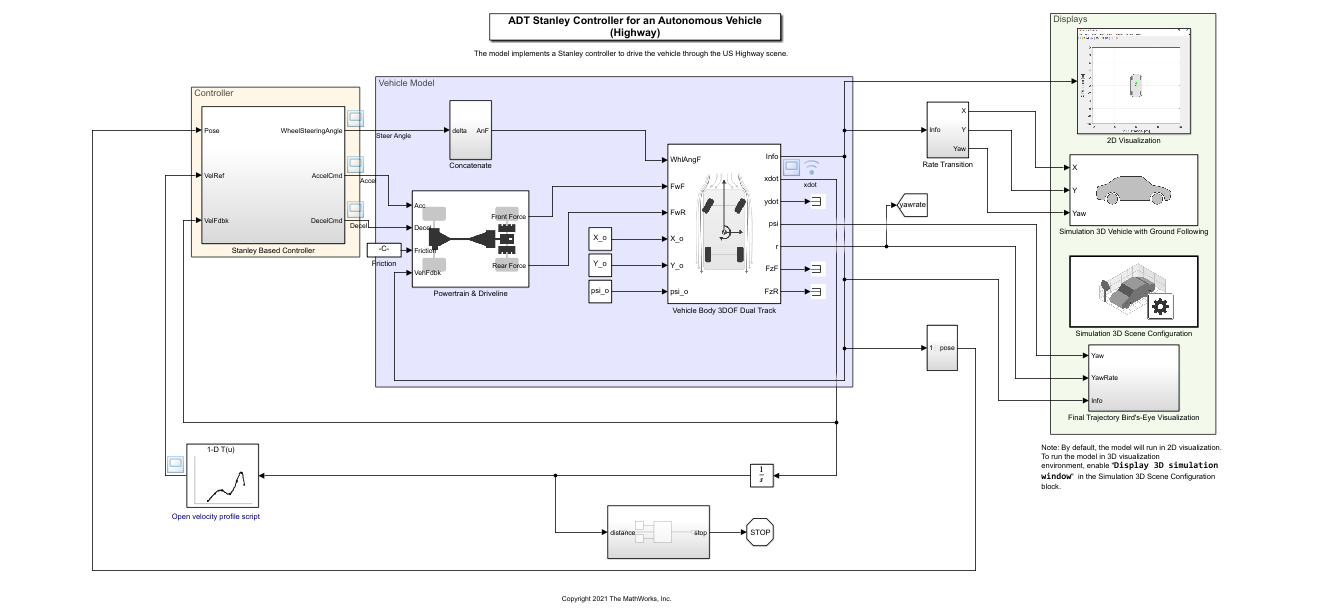 ADT Stanley Controller for an Autonomous Vehicle
(Highway)
The model implements a Stanley controller to drive the vehicle through the US Highway scene.
Controller
Pose
VelRef
VelFdbk
WheelSteeringAngle
AccelCmd
DecelCmd
Stanley Based Controller
Steer Angle
Accel
Decel
Vehicle Model
delta
AnF
Concatenate
-C-
Friction
Acc
Decel
Friction
VehFdbk
Front Force
Rear Force
Powertrain & Driveline
X_o
Y_o
psi_o
WhlAngF
FwF
FwR
X_o
Y_o
psi_o
Info
xdot
ydot
psi
r
FzF
FzR
Vehicle Body 3DOF Dual Track
xdot
yawrate
Info
X
Y
Yaw
Rate Transition
1
pose
Displays
2D Visualization
X
Y
Yaw
Simulation 3D Vehicle with Ground Following
Simulation 3D Scene Configuration
Yaw
YawRate
Info
Final Trajectory Bird's-Eye Visualization
Note: By default, the model will run in 2D visualization.
To run the model in 3D visualization
environment, enable "Display 3D simulation
window" in the Simulation 3D Scene Configuration
block.
1-D T(u)
Open velocity profile script
1
s
distance
stop
STOP
Copyright 2021 The MathWorks, Inc.